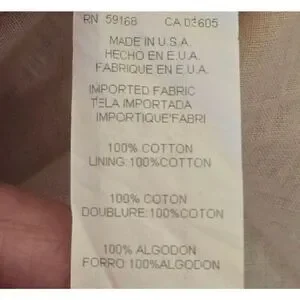 RN 59168 CA 03605
MADE IN U.S.A.
HECHO EN E.U.A.
FABRIQUE EN E.U.A.
IMPORTED FABRIC
TELA IMPORTADA
IMPORTIQUE'FABRI
100% COTTON
LINING: 100%COTTON
100% COTON
DOUBLURE: 100%COTON
100% ALGODON
FORRO: 100%ALGODON